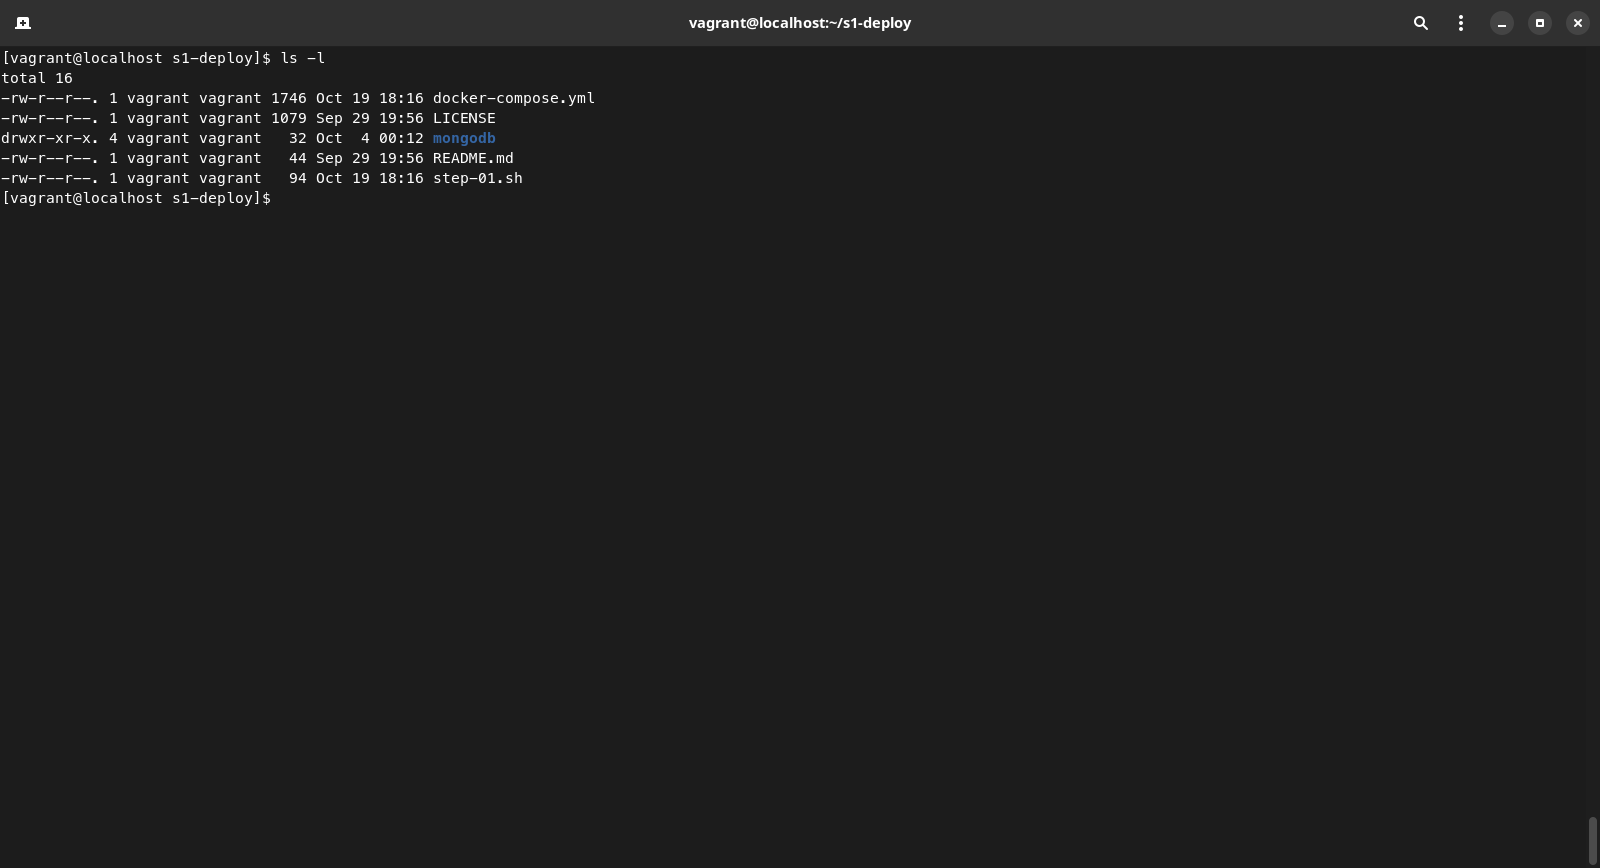 vagrant@localhost:~/s1-deploy
[vagrant@localhost s1-deploy]$ ls -l
total 16
-rw-r--r--. 1 vagrant vagrant 1746 Oct 19 18:16 docker-compose.yml
-rw-r--r--. 1 vagrant vagrant 1079 Sep 29 19:56 LICENSE
drwxr-xr-x. 4 vagrant vagrant   32 Oct  4 00:12 mongodb
-rw-r--r--. 1 vagrant vagrant   44 Sep 29 19:56 README.md
-rw-r--r--. 1 vagrant vagrant   94 Oct 19 18:16 step-01.sh
[vagrant@localhost s1-deploy]$